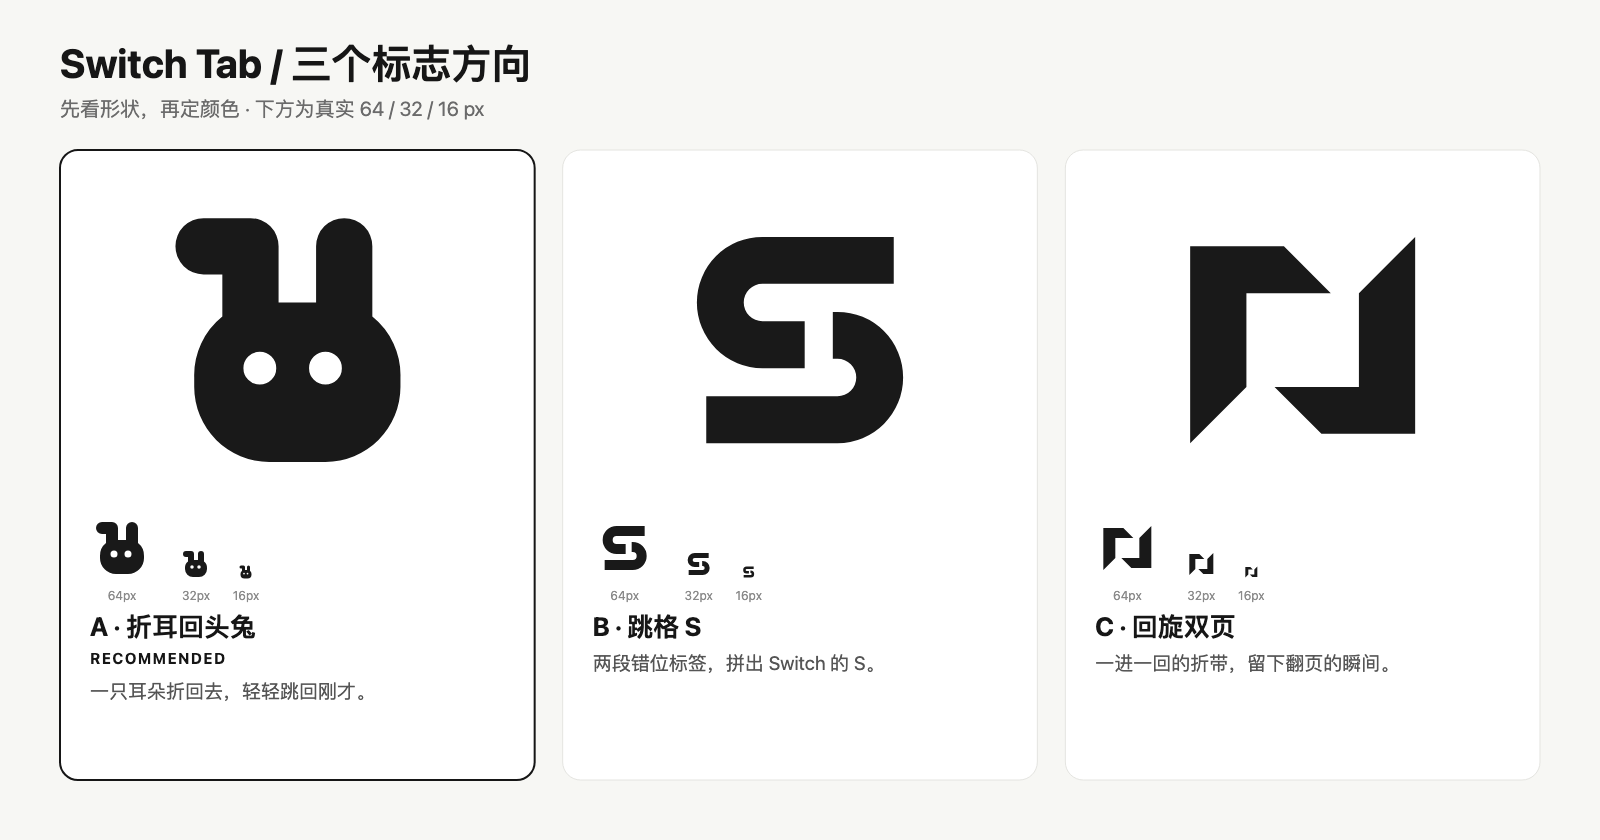 Switch Tab / 三个标志方向
先看形状，再定颜色 · 下方为真实 64 / 32 / 16 px
64px 32px 16px
A · 折耳回头兔
RECOMMENDED
一只耳朵折回去，轻轻跳回刚才。
64px 32px 16px
B · 跳格 S
两段错位标签，拼出 Switch 的 S。
64px 32px 16px
C · 回旋双页
一进一回的折带，留下翻页的瞬间。